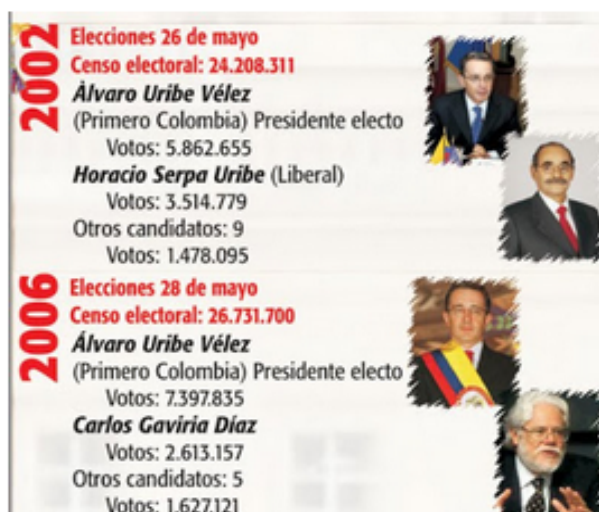 2002
Elecciones 26 de mayo
Censo electoral: 24.208.311
Àlvaro Uribe Vélez
(Primero Colombia) Presidente electo
Votos: 5.862.655
Horacio Serpa Uribe (Liberal)
Votos: 3.514.779
Otros candidatos: 9
Votos: 1.478.095
2006
Elecciones 28 de mayo
Censo electoral: 26.731.700
Álvaro Uribe Vélez
(Primero Colombia) Presidente electo
Votos: 7.397.835
Carlos Gaviria Díaz
Votos: 2.613.157
Otros candidatos: 5
Votos: 1.627.121